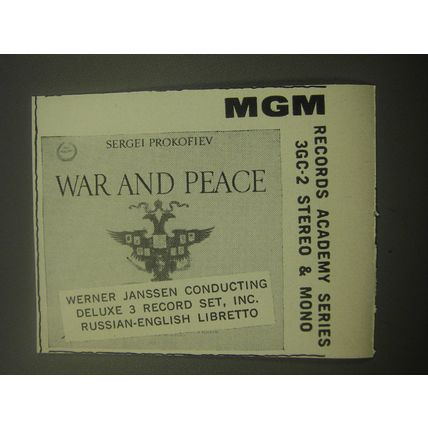 MGM
RECORDS ACADEMY SERIES
3GC-2 STEREO & MONO
SERGEI PROKOFIEV
WAR AND PEACE
WERNER JANSSEN CONDUCTING
DELUXE 3 RECORD SET, INC.
RUSSIAN-ENGLISH LIBRETTO